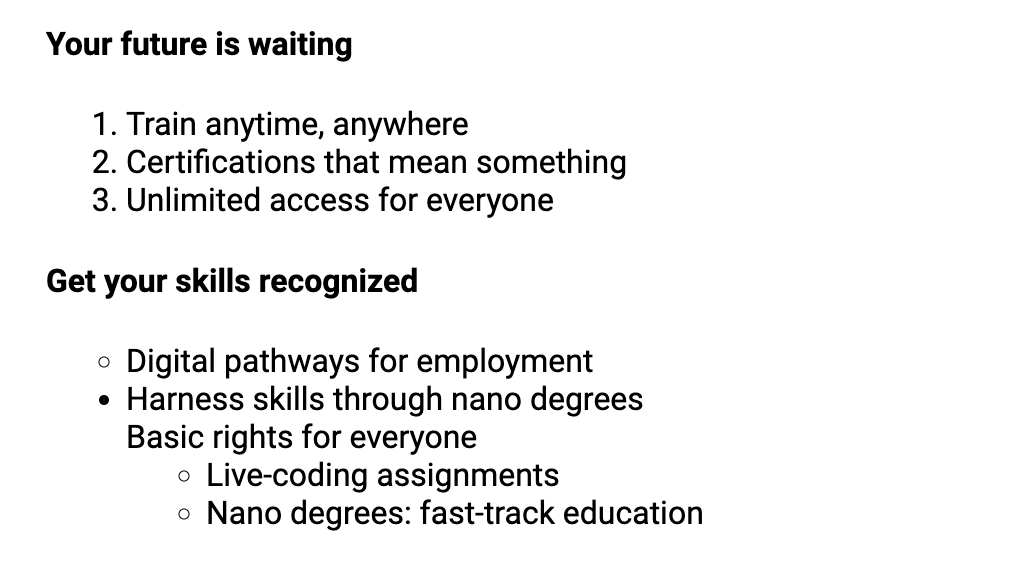 Your future is waiting
1. Train anytime, anywhere
2. Certifications that mean something
3. Unlimited access for everyone
Get your skills recognized
◦ Digital pathways for employment
• Harness skills through nano degrees
Basic rights for everyone
◦ Live-coding assignments
◦ Nano degrees: fast-track education